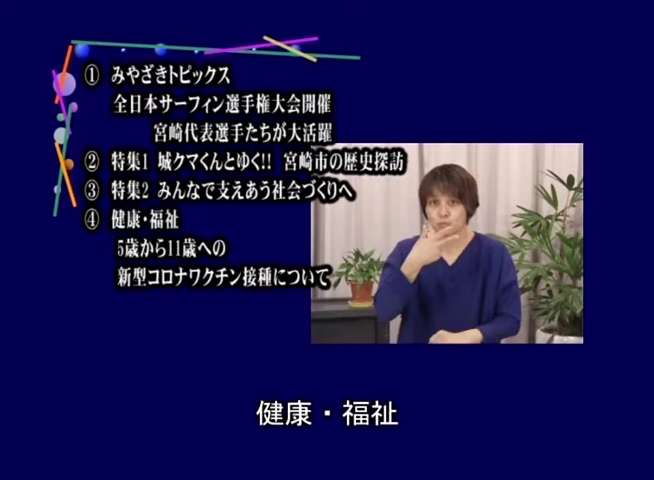 ① みやざきトピックス
全日本サーフィン選手権大会開催
宮崎代表選手たちが大活躍
② 特集1 城クマくんとゆく!! 宮崎市の歴史探訪
③ 特集2 みんなで支えあう社会づくりへ
④ 健康・福祉
5歳から11歳への
新型コロナワクチン接種について
健康・福祉